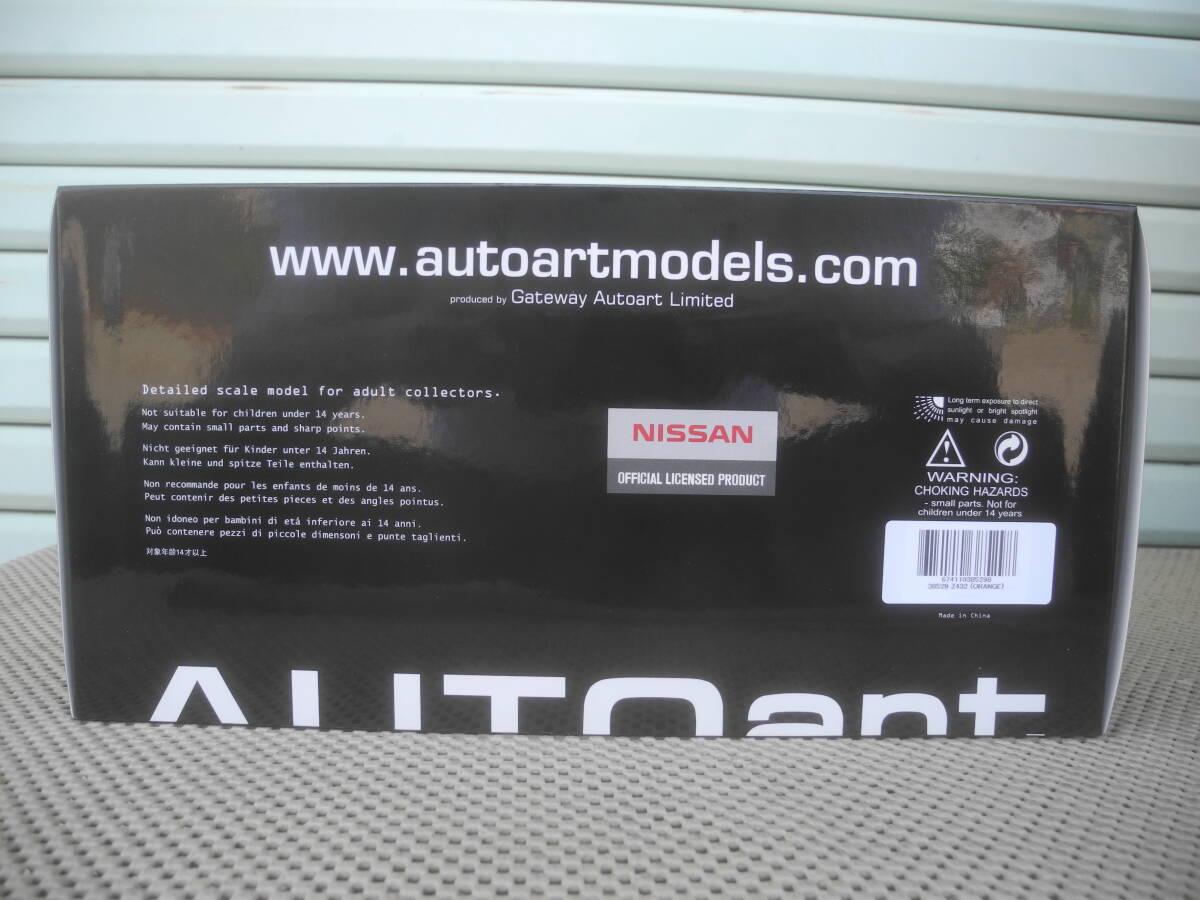 www.autoartmodels.com
produced by Gateway Autoart Limited
Detailed scale model for adult collectors.
Not suitable for children under 14 years.
May contain small parts and sharp points.
Nicht geeignet für Kinder unter 14 Jahren.
Kann kleine und spitze Teile enthalten.
Non recommande pour les enfants de moins de 14 ans.
Peut contenir des petites pieces et des angles pointus.
Non idoneo per bambini di etá inferiore ai 14 anni.
Può contenere pezzi di piccole dimensoni e punte taglienti.
対象年齢14才以上
NISSAN
OFFICIAL LICENSED PRODUCT
Long term exposure to direct
sunlight or bright spotlight
may cause damage
WARNING:
CHOKING HAZARDS
- small parts. Not for
children under 14 years
674110385298
38529 Z432 (ORANGE)
Made in China
AUTOart